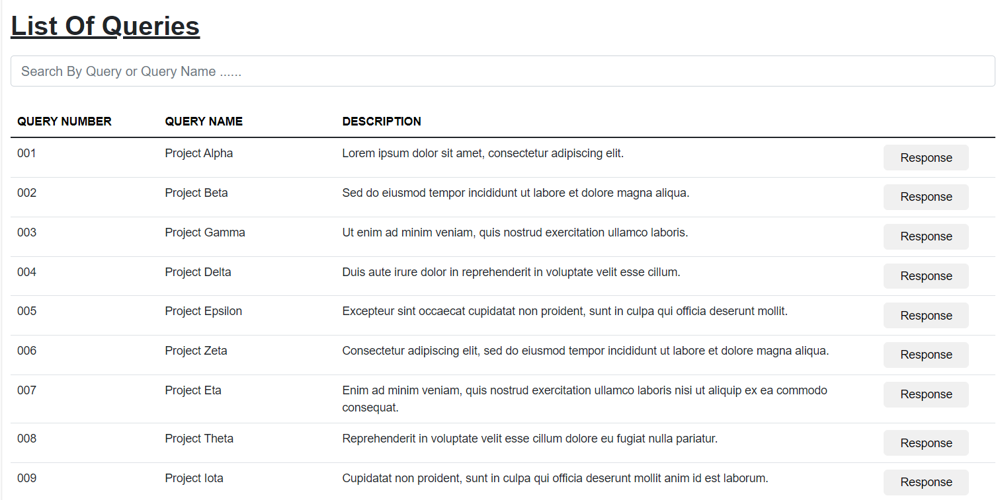 List Of Queries
Search By Query or Query Name ......
QUERY NUMBER QUERY NAME DESCRIPTION
001 Project Alpha Lorem ipsum dolor sit amet, consectetur adipiscing elit. Response
002 Project Beta Sed do eiusmod tempor incididunt ut labore et dolore magna aliqua. Response
003 Project Gamma Ut enim ad minim veniam, quis nostrud exercitation ullamco laboris. Response
004 Project Delta Duis aute irure dolor in reprehenderit in voluptate velit esse cillum. Response
005 Project Epsilon Excepteur sint occaecat cupidatat non proident, sunt in culpa qui officia deserunt mollit. Response
006 Project Zeta Consectetur adipiscing elit, sed do eiusmod tempor incididunt ut labore et dolore magna aliqua. Response
007 Project Eta Enim ad minim veniam, quis nostrud exercitation ullamco laboris nisi ut aliquip ex ea commodo Response
consequat.
008 Project Theta Reprehenderit in voluptate velit esse cillum dolore eu fugiat nulla pariatur. Response
009 Project Iota Cupidatat non proident, sunt in culpa qui officia deserunt mollit anim id est laborum. Response